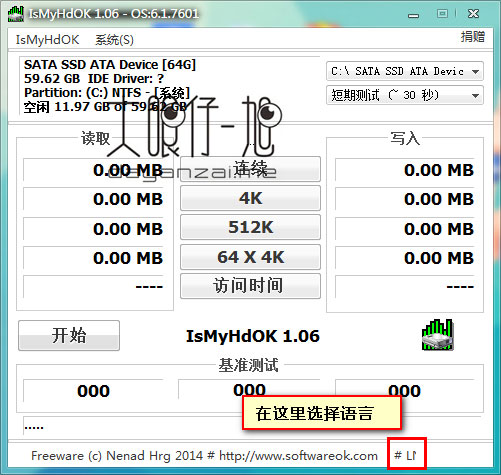 IsMyHdOK 1.06 - OS:6.1.7601
IsMyHdOK 系统(S) 捐赠
SATA SSD ATA Device [64G]
59.62 GB IDE Driver: ?
Partition: (C:) NTFS - [系统]
空闲 11.97 GB of 59.62 GB
C:\ SATA SSD ATA Devic
短期测试 (~ 30 秒)
大眼仔~旭
dayanzai.me
读取 写入
0.00 MB 连续 0.00 MB
0.00 MB 4K 0.00 MB
0.00 MB 512K 0.00 MB
0.00 MB 64 X 4K 0.00 MB
---- 访问时间 ----
开始 IsMyHdOK 1.06
基准测试
000 000 000
在这里选择语言
.....
Freeware (c) Nenad Hrg 2014 # http://www.softwareok.com # LN